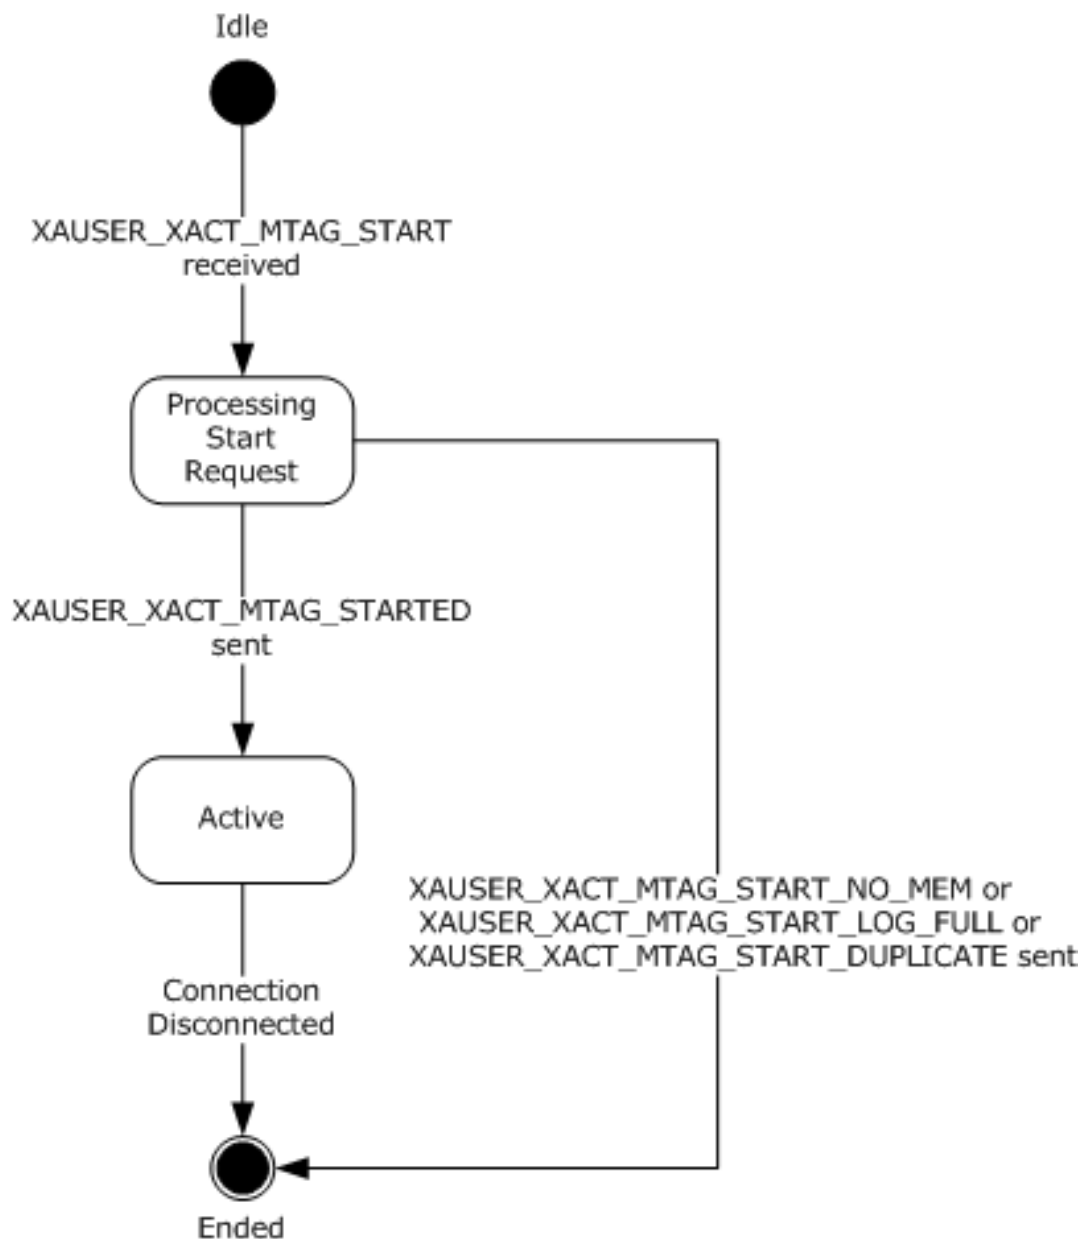 Idle
XAUSER_XACT_MTAG_START
received
Processing
Start
Request
XAUSER_XACT_MTAG_STARTED
sent
Active
XAUSER_XACT_MTAG_START_NO_MEM or
XAUSER_XACT_MTAG_START_LOG_FULL or
XAUSER_XACT_MTAG_START_DUPLICATE sent
Connection
Disconnected
Ended